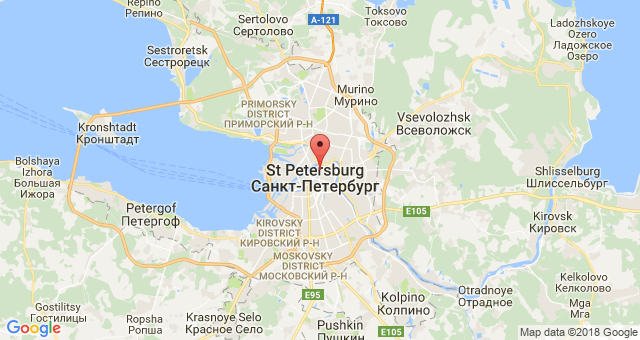 Repino
Репино
Sertolovo
Сертолово
A-121
Toksovo
Токсово
Ladozhskoye
Ozero
Ладожское
Озеро
Sestroretsk
Сестрорецк
Murino
Мурино
PRIMORSKY
DISTRICT
ПРИМОРСКИЙ Р-Н
Vsevolozhsk
Всеволожск
Kronshtadt
Кронштадт
Bolshaya
Izhora
Большая
Ижора
St Petersburg
Санкт-Петербург
Shlisselburg
Шлиссельбург
Petergof
Петергоф
E105
Kirovsk
Кировск
KIROVSKY
DISTRICT
КИРОВСКИЙ Р-Н
MOSKOVSKY
DISTRICT
МОСКОВСКИЙ Р-Н
E95
Kolpino
Колпино
Otradnoye
Отрадное
Kelkolovo
Келколово
Mga
Мга
Gostilitsy
Гостилицы
Ropsha
Ропша
Krasnoye Selo
Красное Село
Pushkin
Пушкин
E105
Google
Map data ©2018 Google